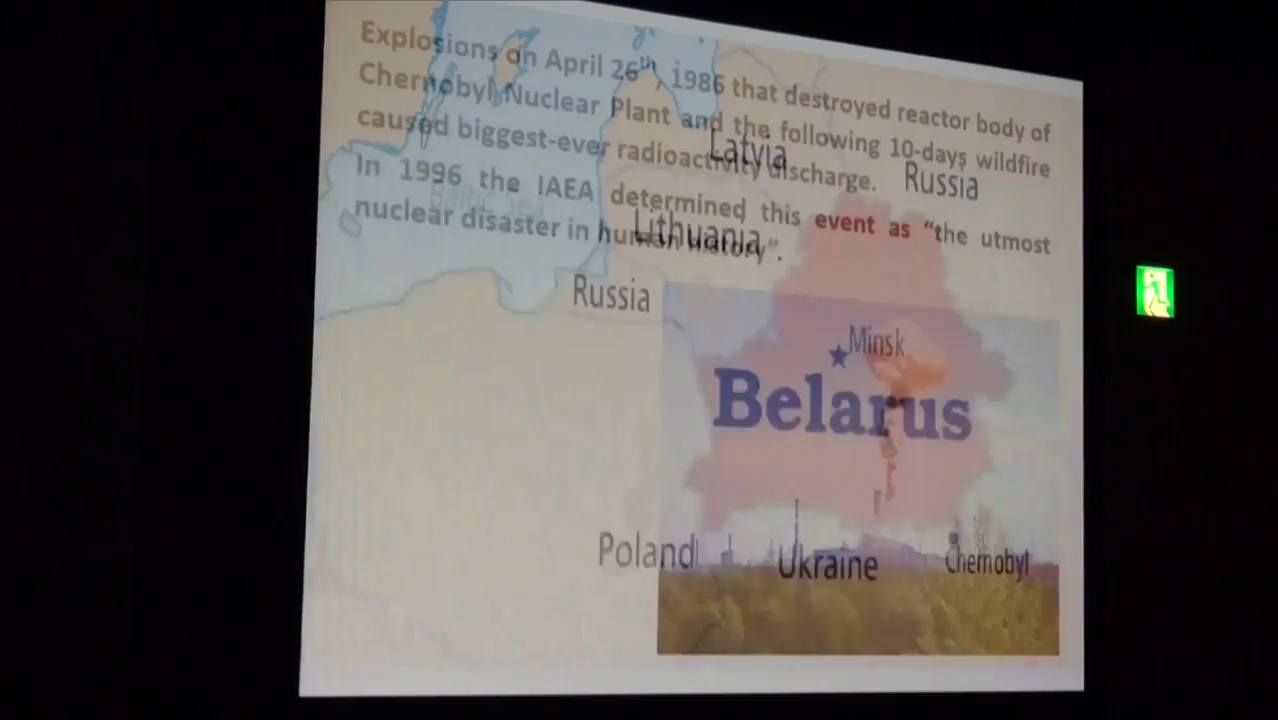 Explosions on April 26th, 1986 that destroyed reactor body of
Chernobyl Nuclear Plant and the following 10-days wildfire
caused biggest-ever radioactivity discharge.
In 1996 the IAEA determined this event as “the utmost
nuclear disaster in human history”.
Latvia
Russia
Lithuania
Russia
Minsk
Belarus
Poland
Ukraine
Chernobyl